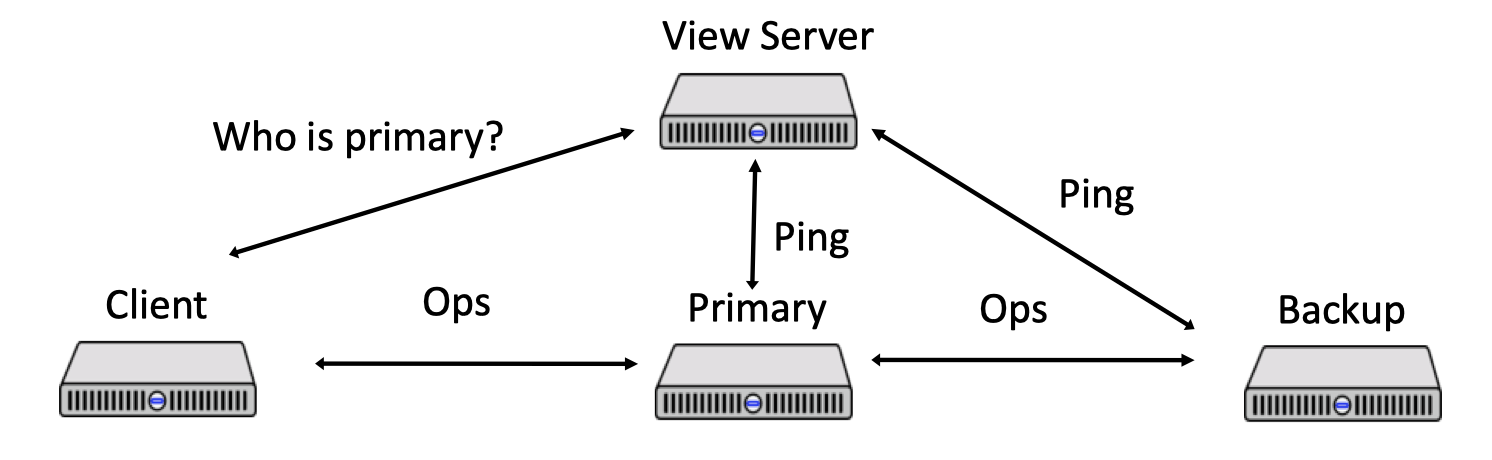 View Server
Who is primary?
Ping
Ping
Client
Ops
Primary
Ops
Backup